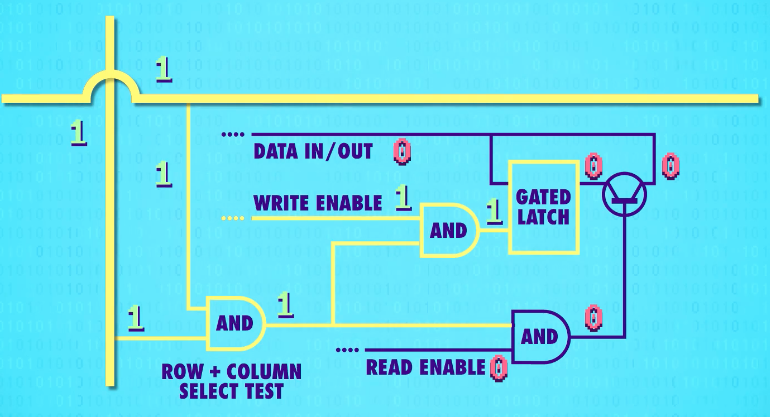 1
1
1
DATA IN/OUT 0
0
0
WRITE ENABLE 1
1
AND
GATED
LATCH
1
1
AND
0
AND
READ ENABLE 0
AND
ROW + COLUMN
SELECT TEST